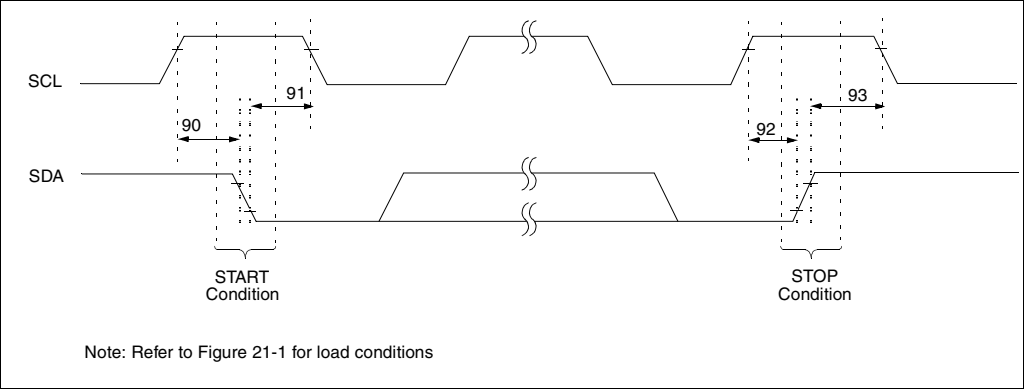 SCL
91
93
90
92
SDA
START
Condition
STOP
Condition
Note: Refer to Figure 21-1 for load conditions